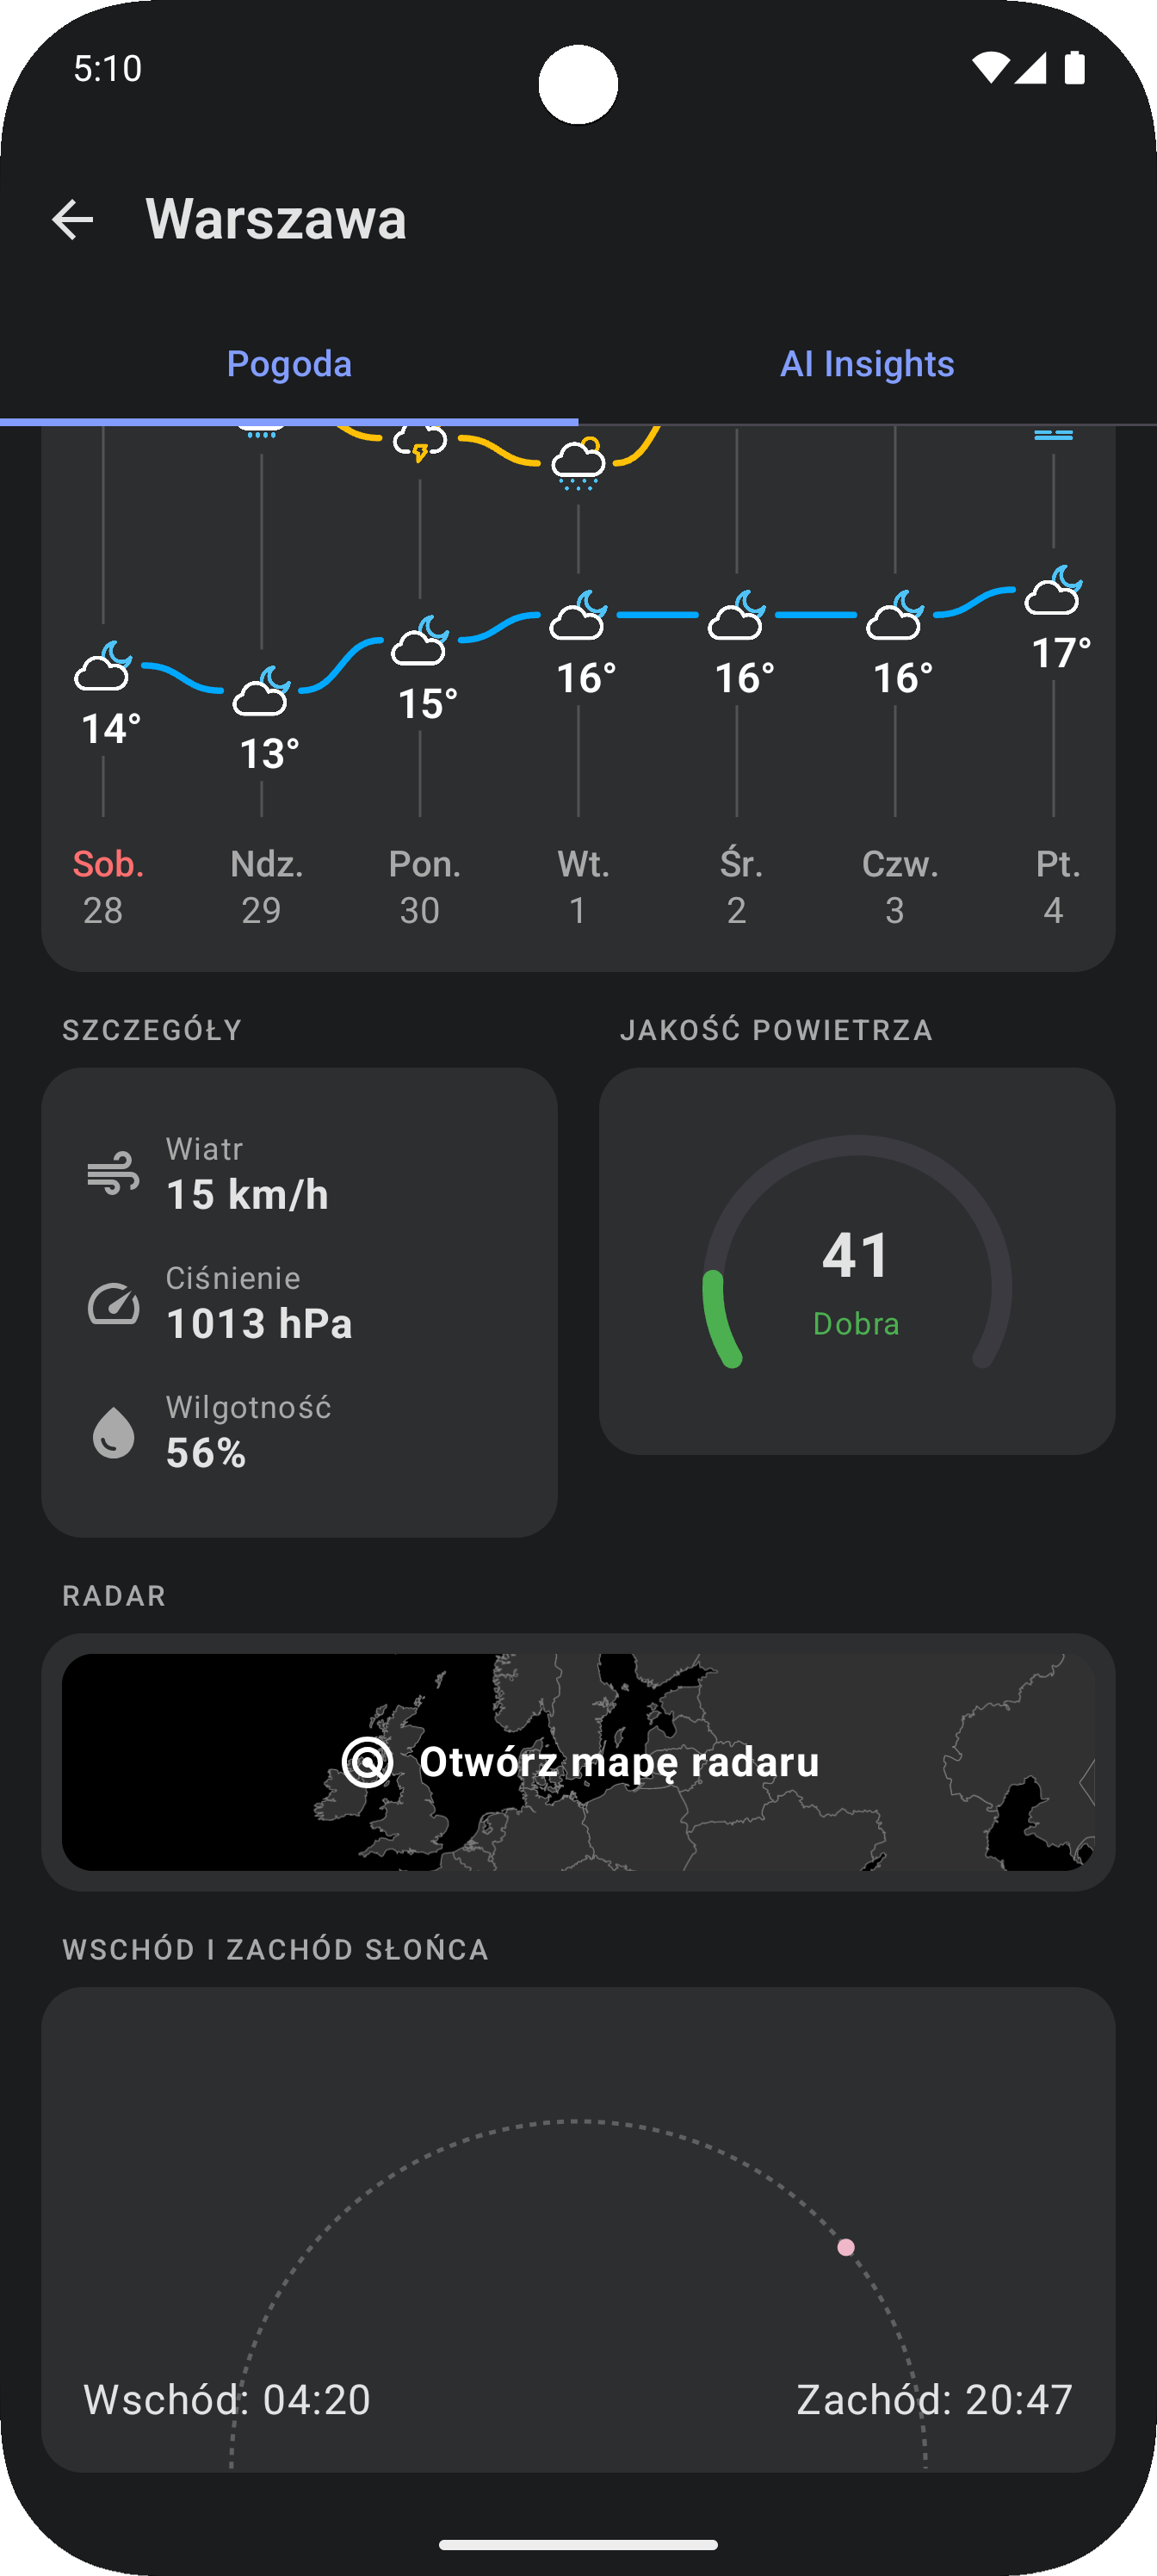 5:10
Warszawa
Pogoda
AI Insights
14°
13°
15°
16°
16°
16°
17°
Sob.
28
Ndz.
29
Pon.
30
Wt.
1
Śr.
2
Czw.
3
Pt.
4
SZCZEGÓŁY
Wiatr
15 km/h
Ciśnienie
1013 hPa
Wilgotność
56%
JAKOŚĆ POWIETRZA
41
Dobra
RADAR
Otwórz mapę radaru
WSCHÓD I ZACHÓD SŁOŃCA
Wschód: 04:20
Zachód: 20:47